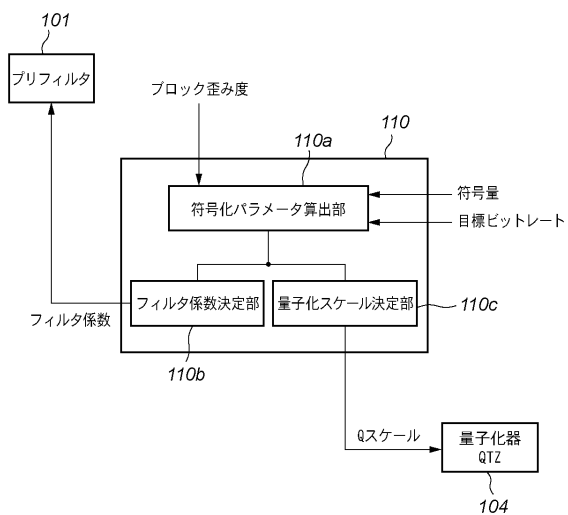 101
プリフィルタ
ブロック歪み度
110
110a
符号化パラメータ算出部
符号量
目標ビットレート
フィルタ係数決定部
量子化スケール決定部
110c
フィルタ係数
110b
Qスケール
量子化器
QTZ
104